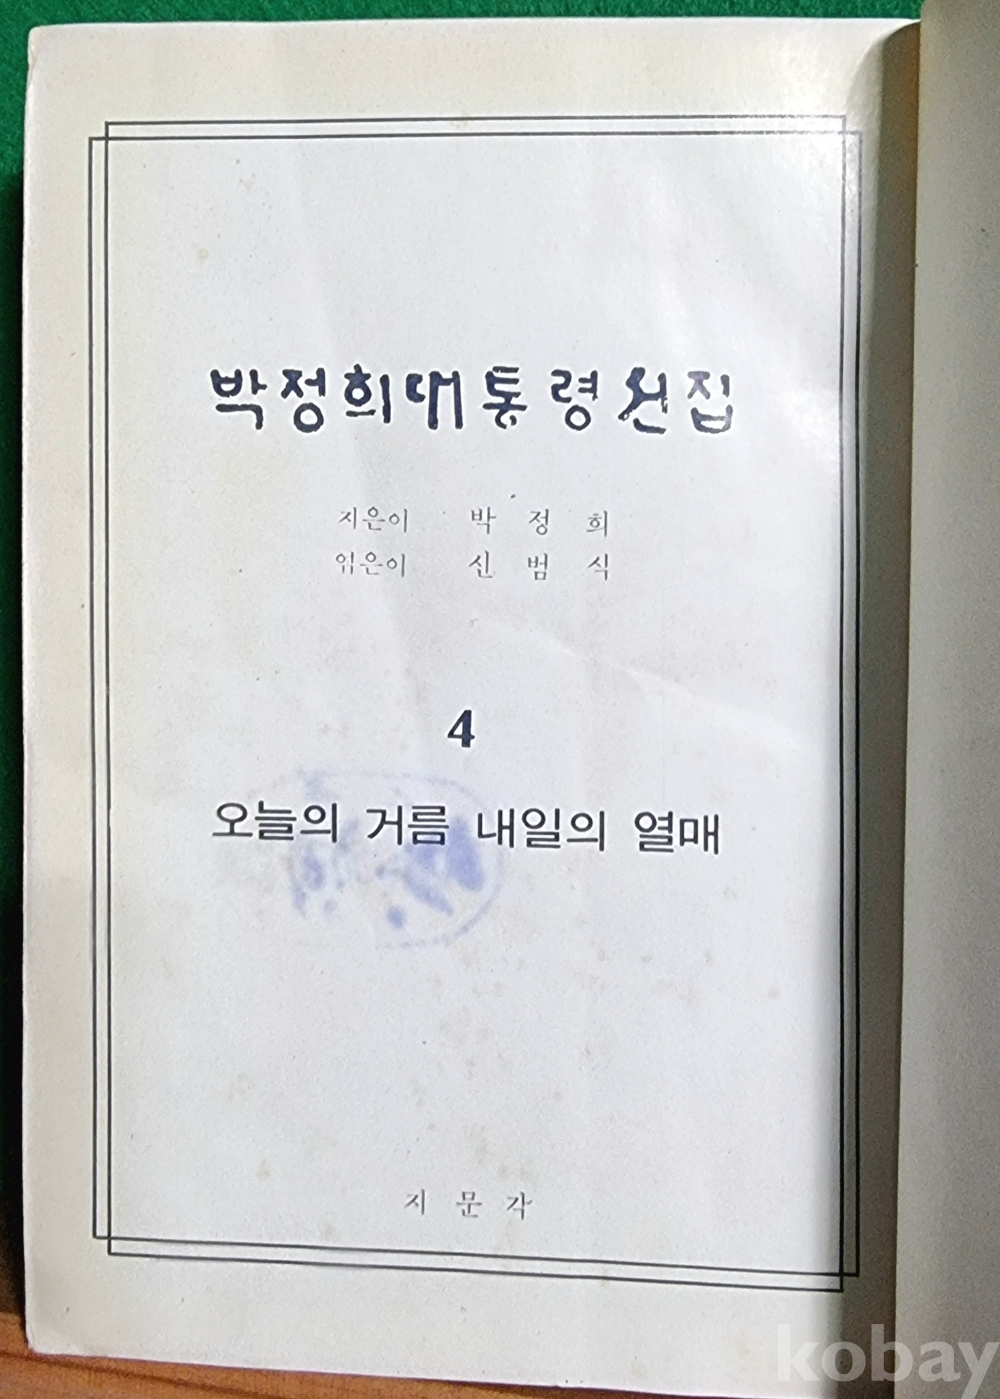 박정희대통령선집
지은이 박 정 희
엮은이 신 범 식
4
오늘의 거름 내일의 열매
지 문 각
kobay